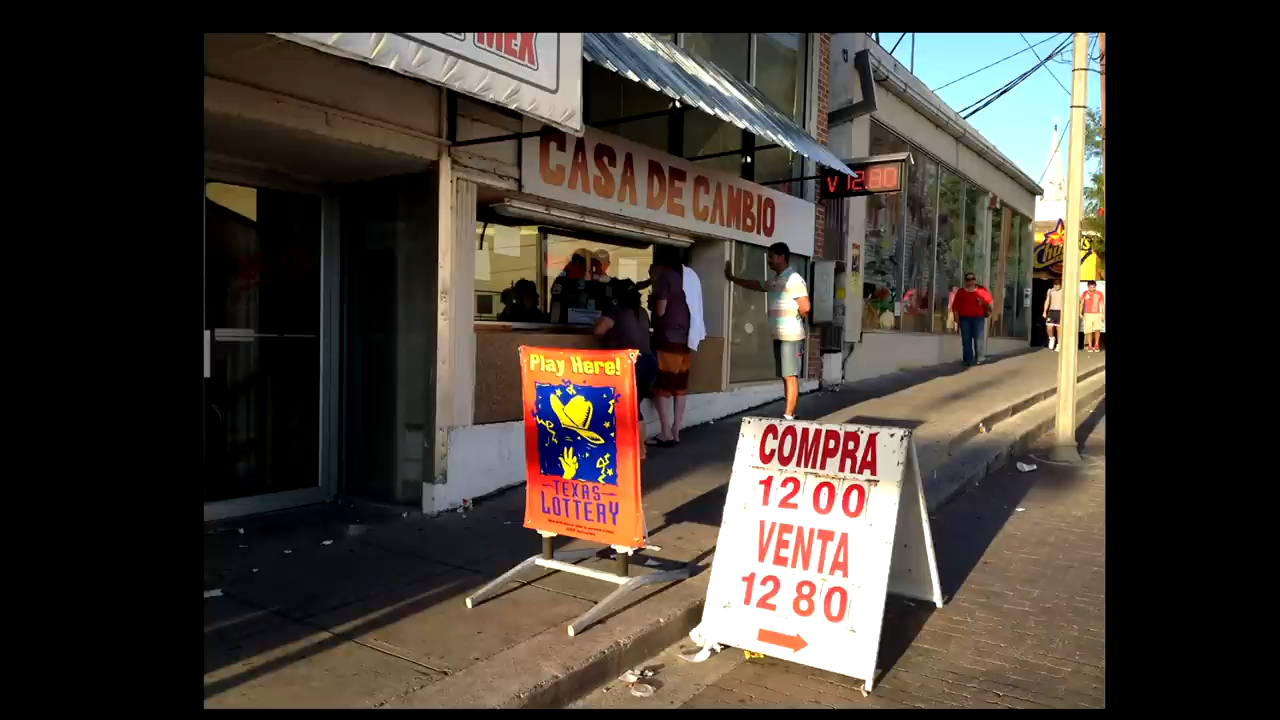 MEX
CASA DE CAMBIO
V 12.80
Play Here!
TEXAS
LOTTERY
COMPRA
12 00
VENTA
12 80